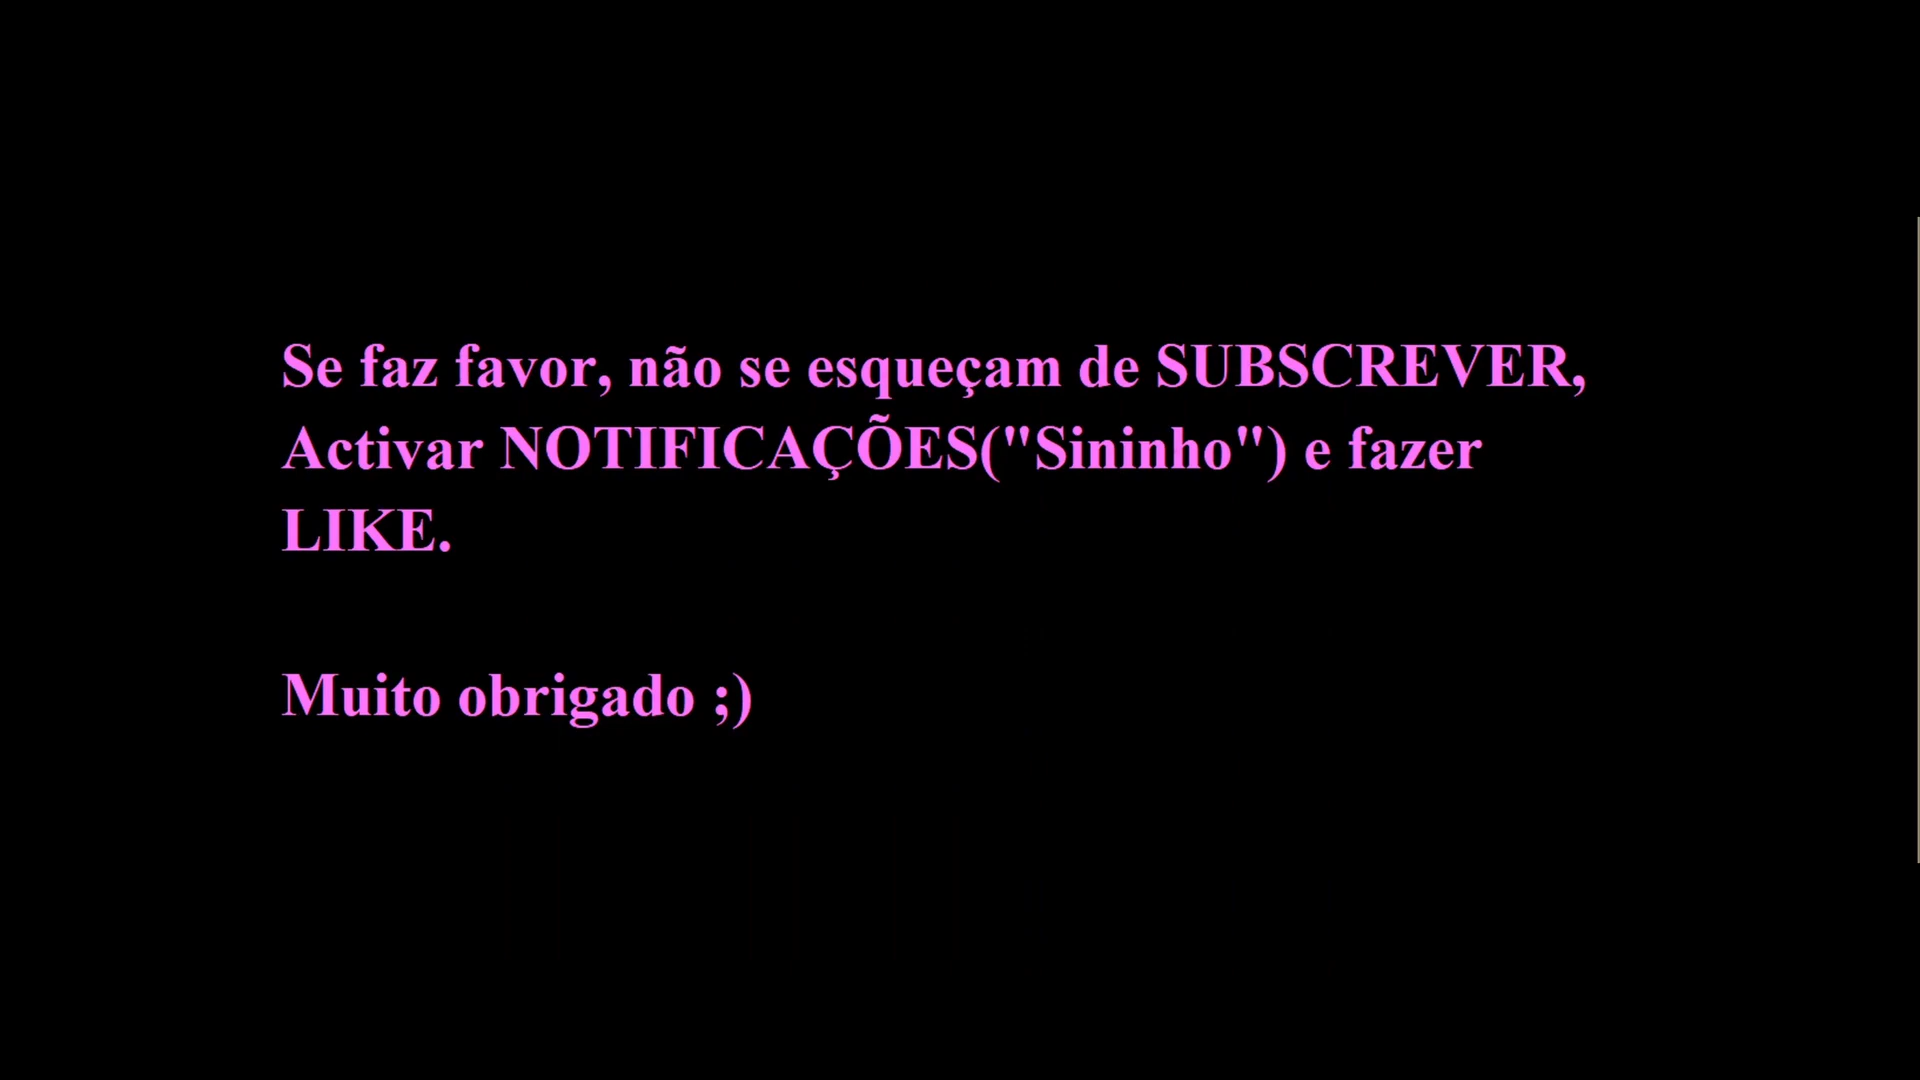 Se faz favor, não se esqueçam de SUBSCREVER,
Activar NOTIFICAÇÕES("Sininho") e fazer
LIKE.
Muito obrigado ;)